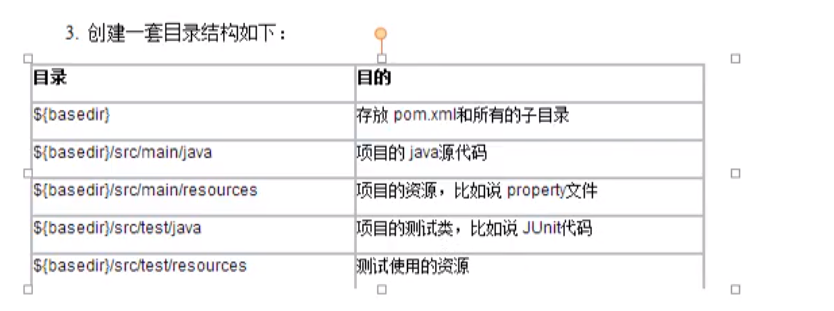 3. 创建一套目录结构如下：
目录 目的
${basedir} 存放 pom.xml和所有的子目录
${basedir}/src/main/java 项目的 java源代码
${basedir}/src/main/resources 项目的资源，比如说 property文件
${basedir}/src/test/java 项目的测试类，比如说 JUnit代码
${basedir}/src/test/resources 测试使用的资源